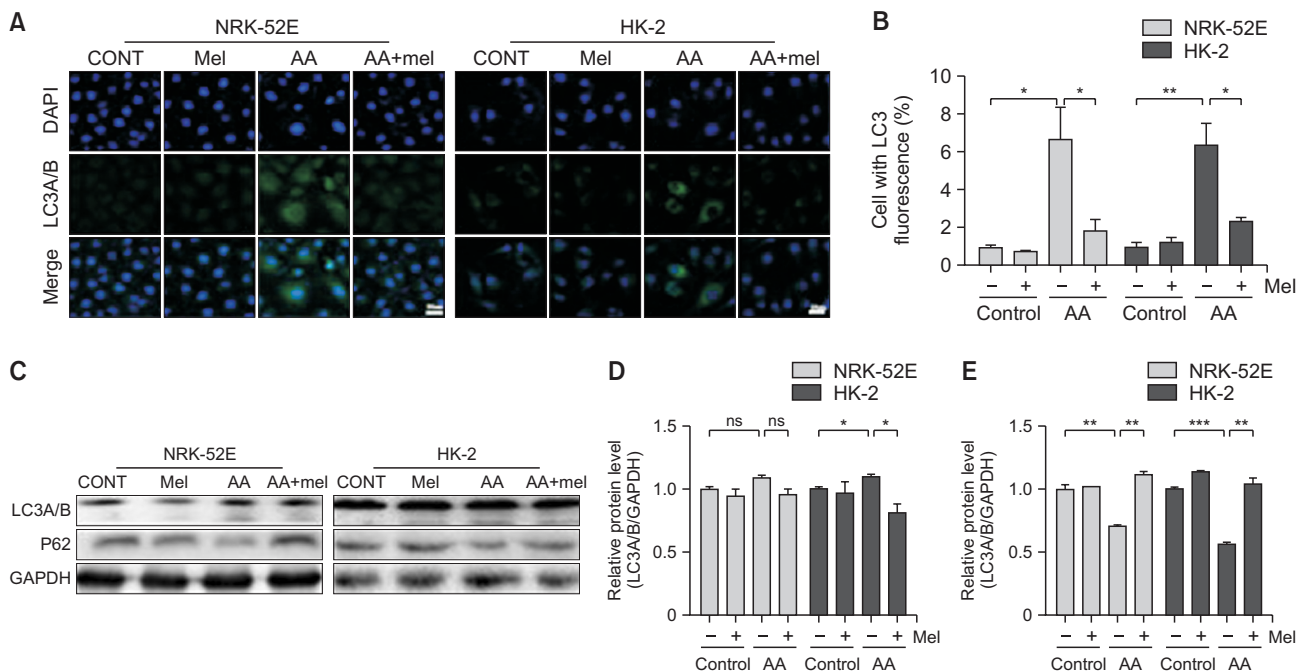 A
NRK-52E
HK-2
CONT Mel AA AA+mel
CONT Mel AA AA+mel
DAPI
LC3A/B
Merge
B
NRK-52E
HK-2
Cell with LC3
fluorescence (%)
10
8
6
4
2
0
* * ** *
− + − + − + − + Mel
Control AA Control AA
C
NRK-52E
HK-2
CONT Mel AA AA+mel
CONT Mel AA AA+mel
LC3A/B
P62
GAPDH
D
NRK-52E
HK-2
Relative protein level
(LC3A/B/GAPDH)
1.5
1.0
0.5
0
ns ns * *
− + − + − + − + Mel
Control AA Control AA
E
NRK-52E
HK-2
Relative protein level
(LC3A/B/GAPDH)
1.5
1.0
0.5
0
** ** *** **
− + − + − + − + Mel
Control AA Control AA